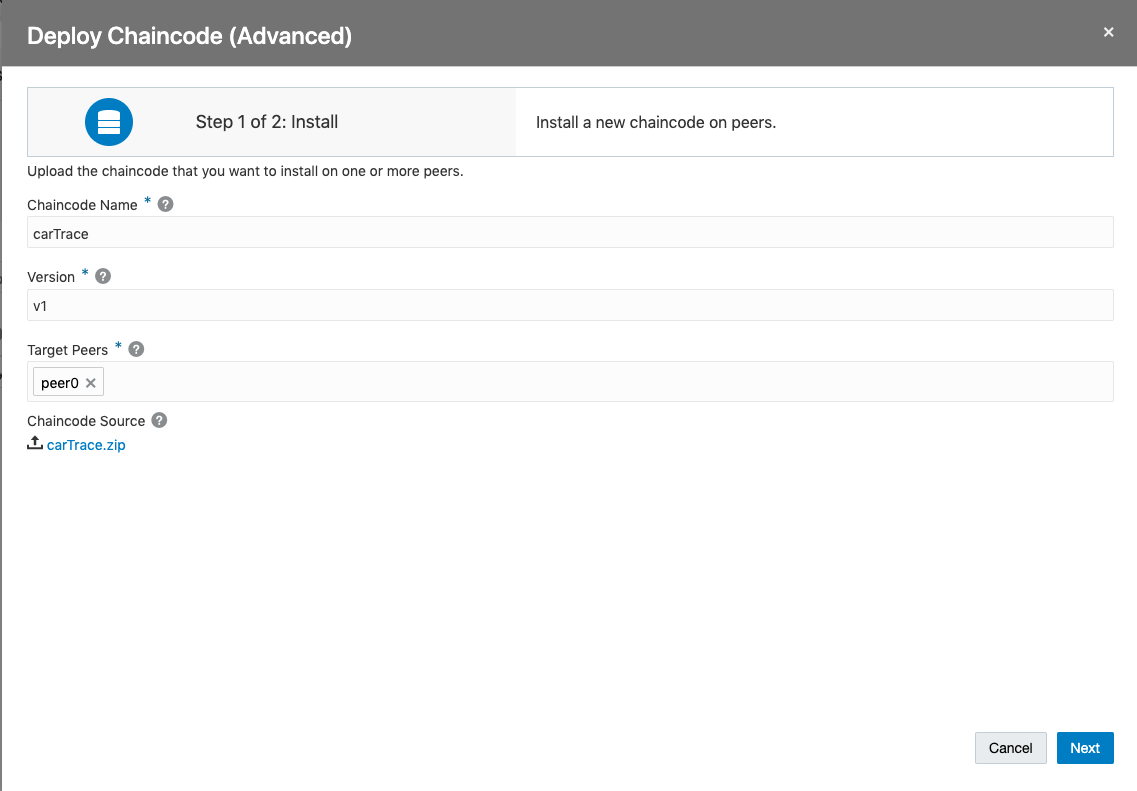 Deploy Chaincode (Advanced)
Step 1 of 2: Install
Install a new chaincode on peers.
Upload the chaincode that you want to install on one or more peers.
Chaincode Name * ?
carTrace
Version * ?
v1
Target Peers * ?
peer0 ×
Chaincode Source ?
carTrace.zip
Cancel
Next